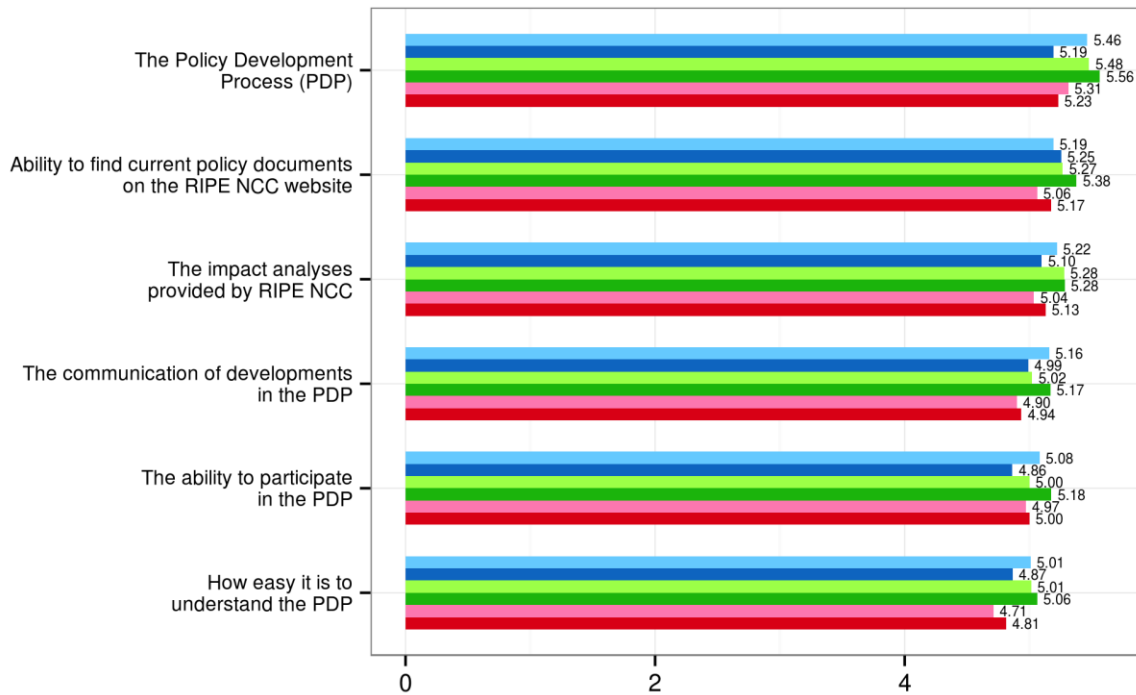 The Policy Development
Process (PDP)
5.46
5.19
5.48
5.56
5.31
5.23
Ability to find current policy documents
on the RIPE NCC website
5.19
5.25
5.27
5.38
5.06
5.17
The impact analyses
provided by RIPE NCC
5.22
5.10
5.28
5.28
5.04
5.13
The communication of developments
in the PDP
5.16
4.99
5.02
5.17
4.90
4.94
The ability to participate
in the PDP
5.08
4.86
5.00
5.18
4.97
5.00
How easy it is to
understand the PDP
5.01
4.87
5.01
5.06
4.71
4.81
0 2 4